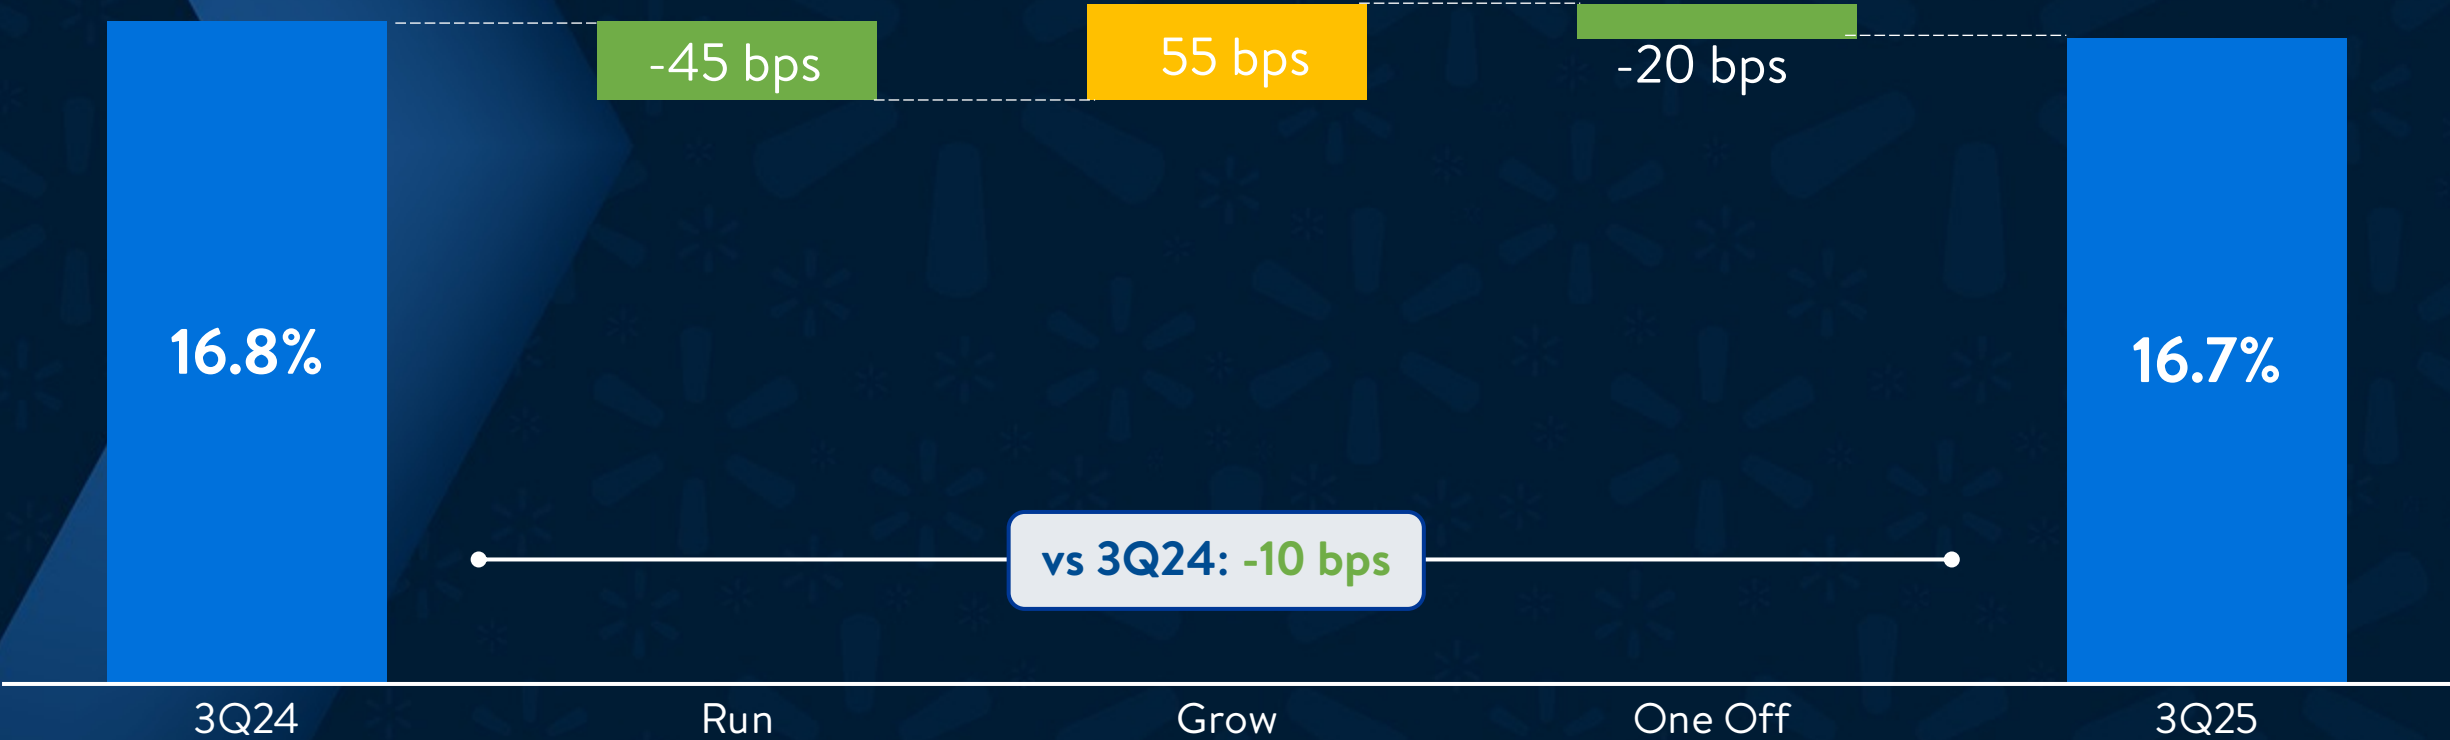 -45 bps
55 bps
-20 bps
16.8%
16.7%
vs 3Q24: -10 bps
3Q24
Run
Grow
One Off
3Q25